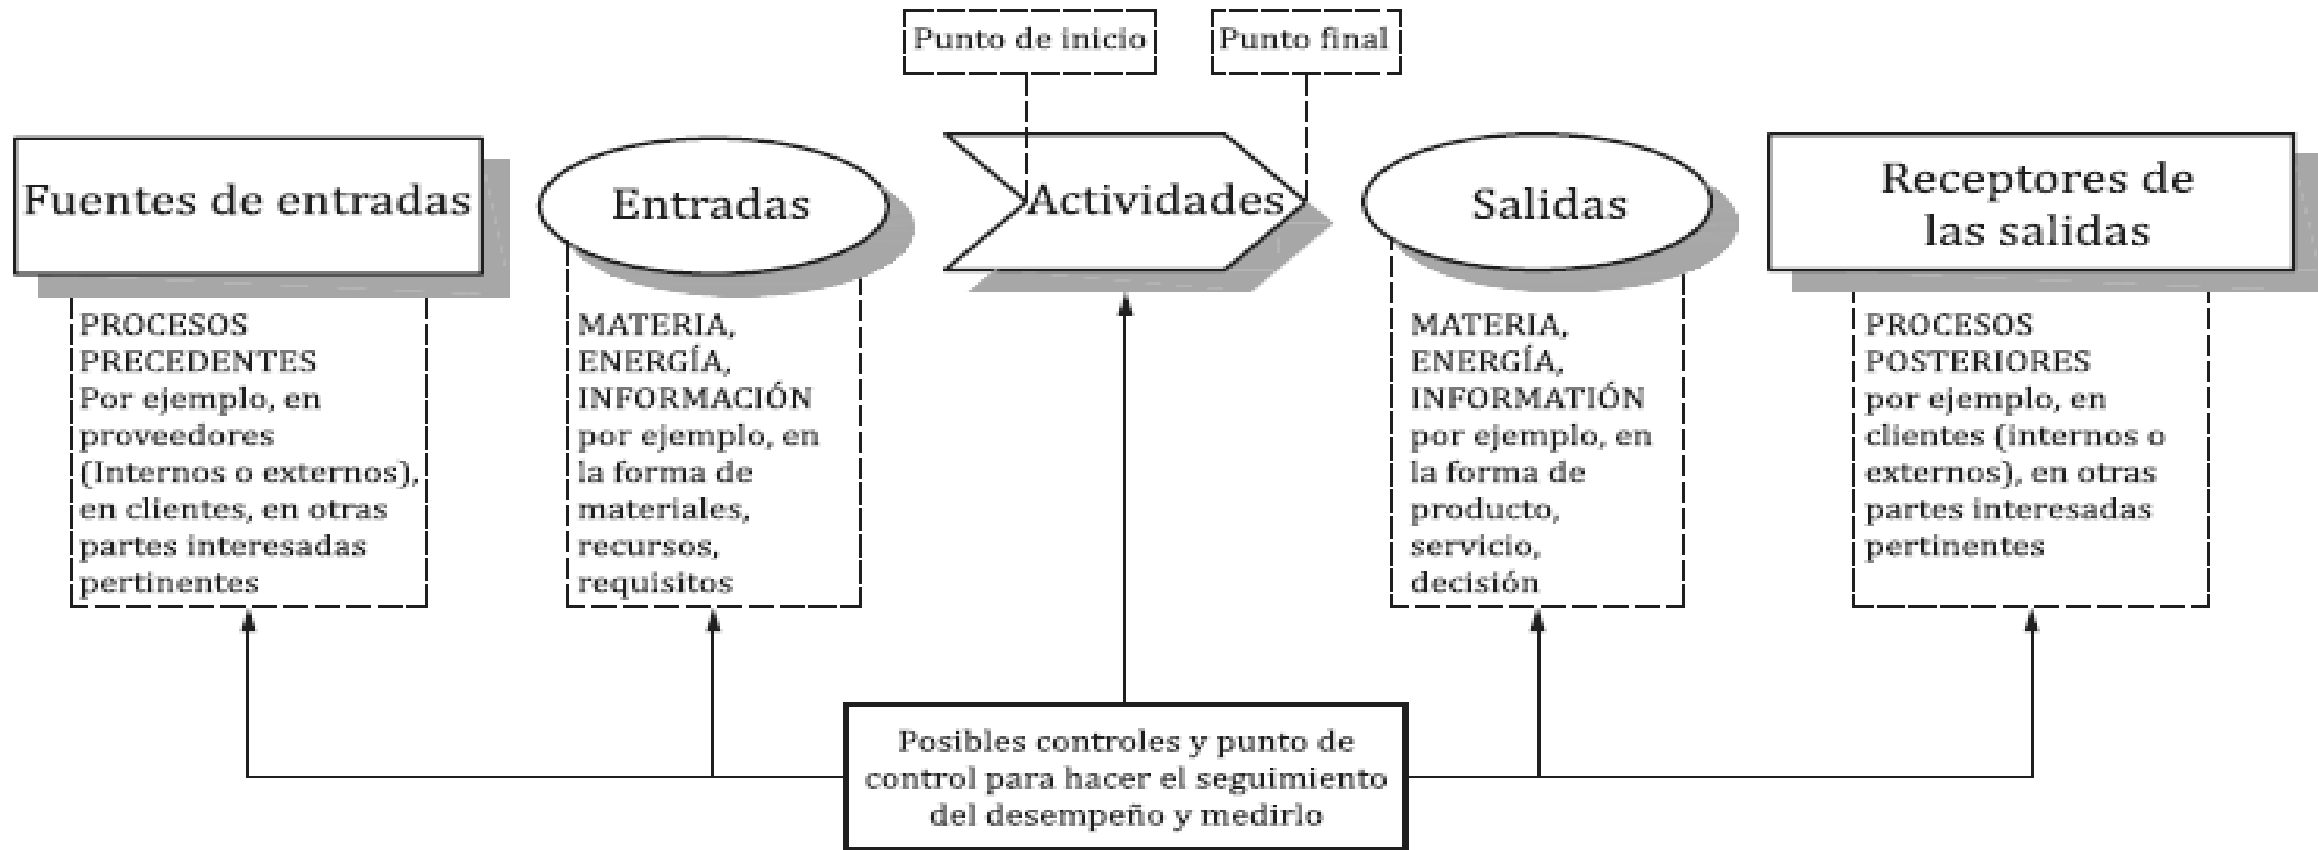 Punto de inicio
Punto final
Fuentes de entradas
Entradas
Actividades
Salidas
Receptores de
las salidas
PROCESOS
PRECEDENTES
Por ejemplo, en
proveedores
(Internos o externos),
en clientes, en otras
partes interesadas
pertinentes
MATERIA,
ENERGÍA,
INFORMACIÓN
por ejemplo, en
la forma de
materiales,
recursos,
requisitos
MATERIA,
ENERGÍA,
INFORMATIÓN
por ejemplo, en
la forma de
producto,
servicio,
decisión
PROCESOS
POSTERIORES
por ejemplo, en
clientes (internos o
externos), en otras
partes interesadas
pertinentes
Posibles controles y punto de
control para hacer el seguimiento
del desempeño y medirlo